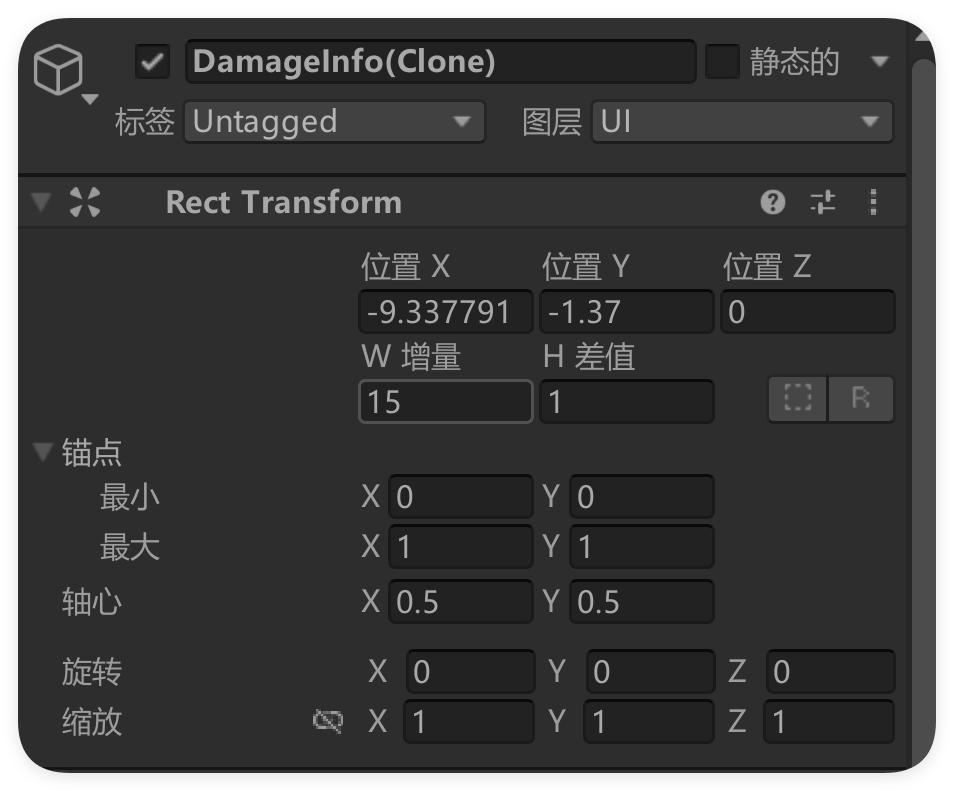 DamageInfo(Clone) 静态的
标签 Untagged 图层 UI
Rect Transform
位置 X 位置 Y 位置 Z
-9.337791 -1.37 0
W 增量 H 差值
15 1 R
锚点
最小 X 0 Y 0
最大 X 1 Y 1
轴心 X 0.5 Y 0.5
旋转 X 0 Y 0 Z 0
缩放 X 1 Y 1 Z 1